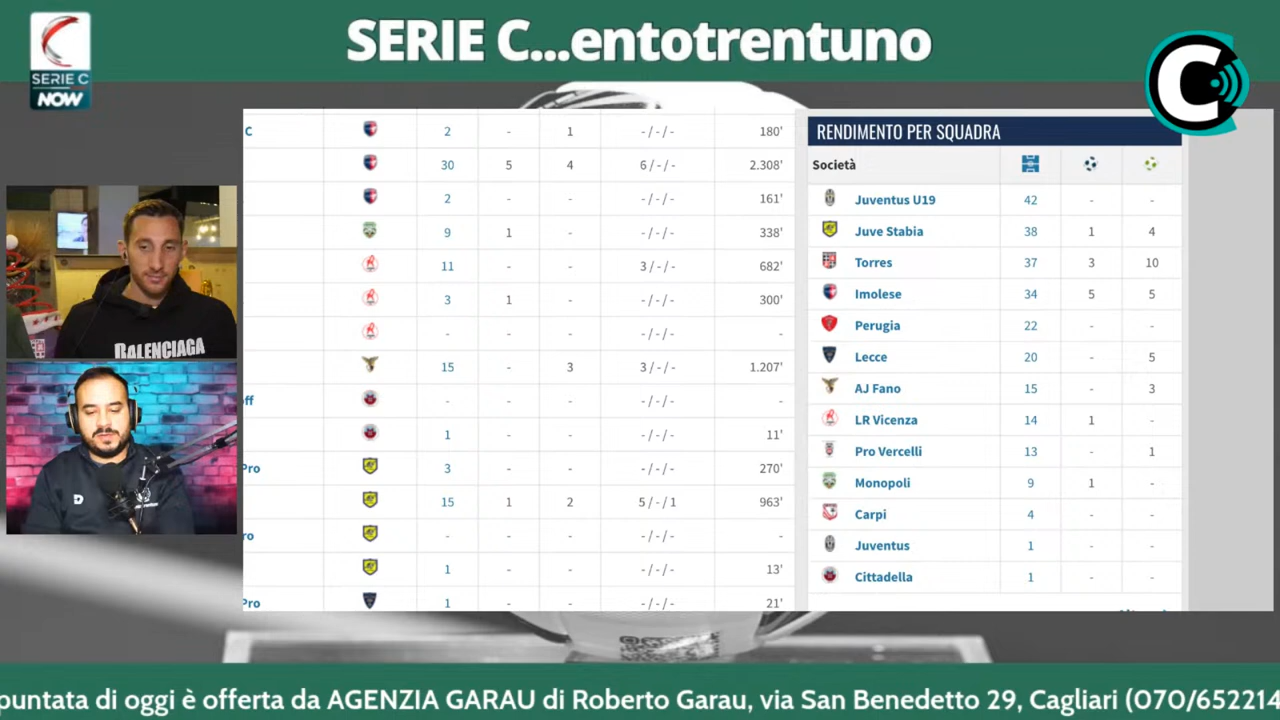 SERIE C...entotrentuno
SERIE C
NOW
C
C 2 - 1 -/-/- 180'
30 5 4 6/-/- 2.308'
2 - - -/-/- 161'
9 1 - -/-/- 338'
11 - - 3/-/- 682'
3 1 - -/-/- 300'
- - - -/-/- -
15 - 3 3/-/- 1.207'
ff - - - -/-/- -
1 - - -/-/- 11'
Pro 3 - - -/-/- 270'
15 1 2 5/-/1 963'
ro - - - -/-/- -
1 - - -/-/- 13'
Pro 1 - - -/-/- 21'
RENDIMENTO PER SQUADRA
Società
Juventus U19 42 - -
Juve Stabia 38 1 4
Torres 37 3 10
Imolese 34 5 5
Perugia 22 - -
Lecce 20 - 5
AJ Fano 15 - 3
LR Vicenza 14 1 -
Pro Vercelli 13 - 1
Monopoli 9 1 -
Carpi 4 - -
Juventus 1 - -
Cittadella 1 - -
BALENCIAGA
puntata di oggi è offerta da AGENZIA GARAU di Roberto Garau, via San Benedetto 29, Cagliari (070/652214